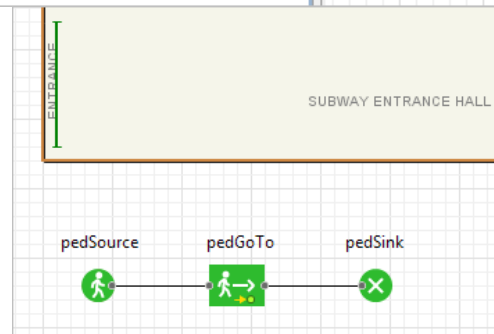 ENTRANCE
SUBWAY ENTRANCE HALL
pedSource
pedGoTo
pedSink